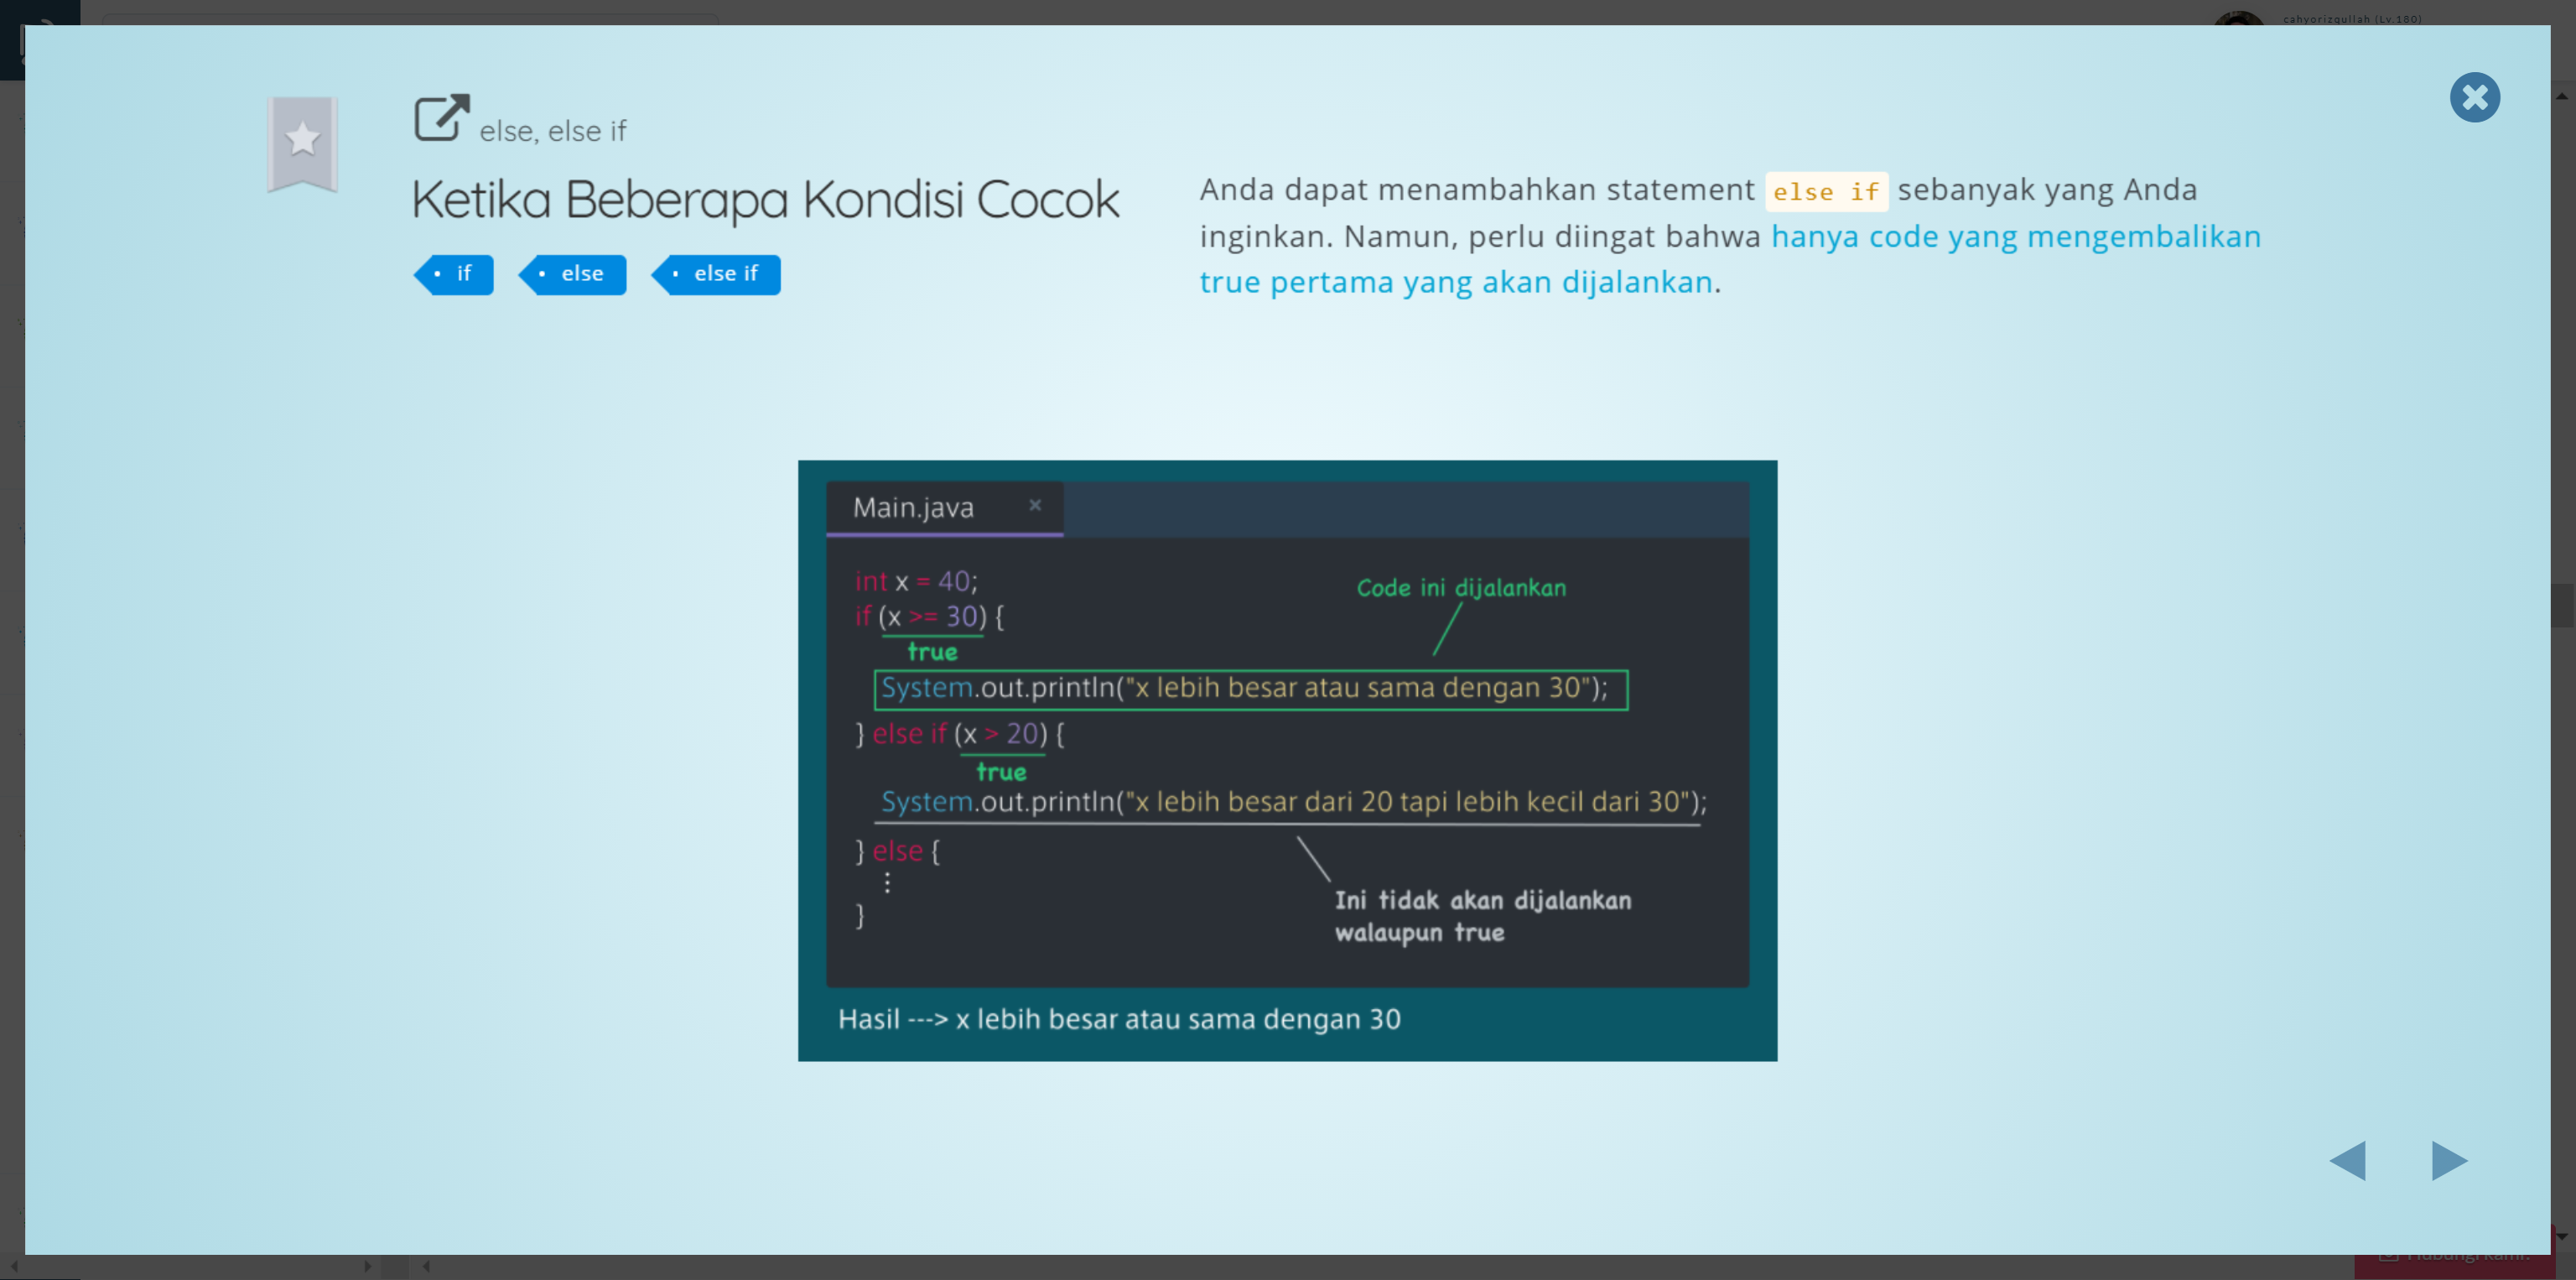 cahyorizqullah (Lv.180)
else, else if
Ketika Beberapa Kondisi Cocok
if
else
else if
Anda dapat menambahkan statement else if sebanyak yang Anda
inginkan. Namun, perlu diingat bahwa hanya code yang mengembalikan
true pertama yang akan dijalankan.
Main.java
int x = 40;
Code ini dijalankan
if (x >= 30) {
true
System.out.println("x lebih besar atau sama dengan 30");
} else if (x > 20) {
true
System.out.println("x lebih besar dari 20 tapi lebih kecil dari 30");
} else {
⋮
}
Ini tidak akan dijalankan
walaupun true
Hasil ---> x lebih besar atau sama dengan 30